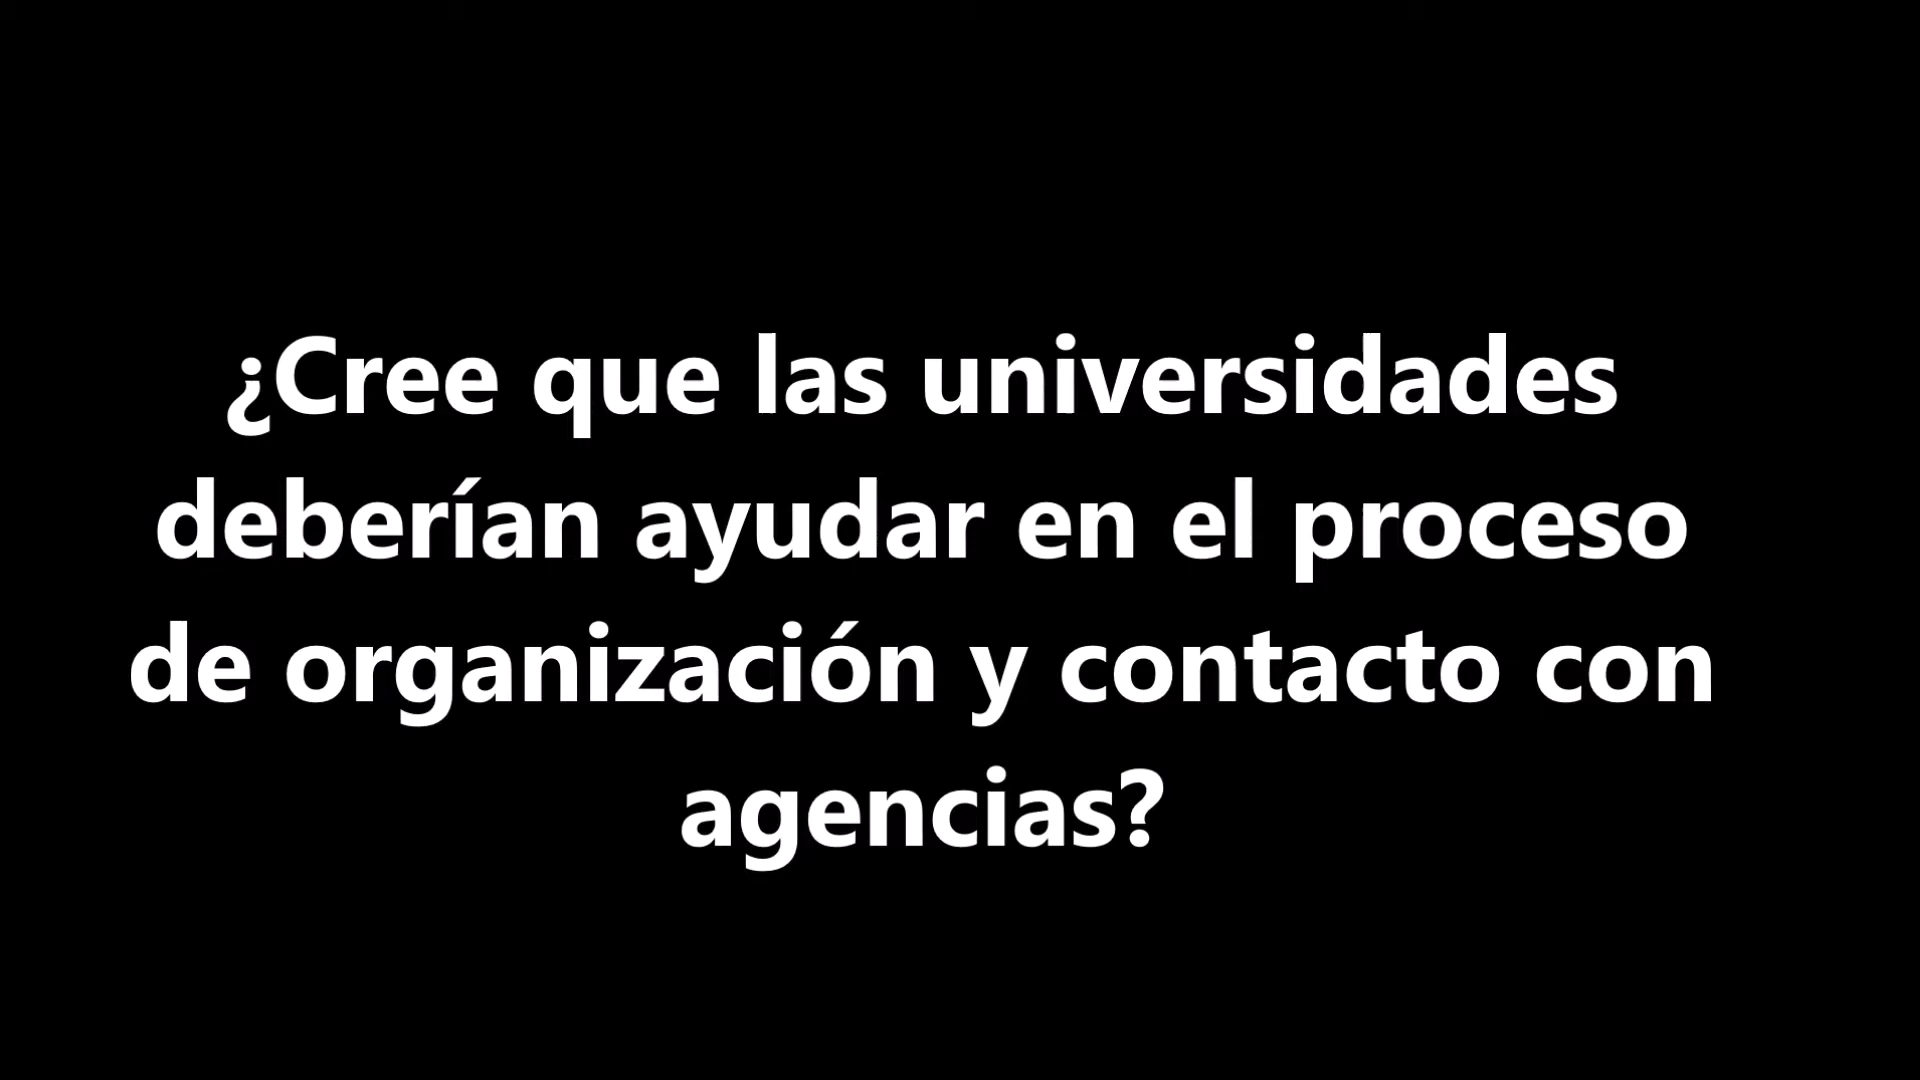 ¿Cree que las universidades
deberían ayudar en el proceso
de organización y contacto con
agencias?